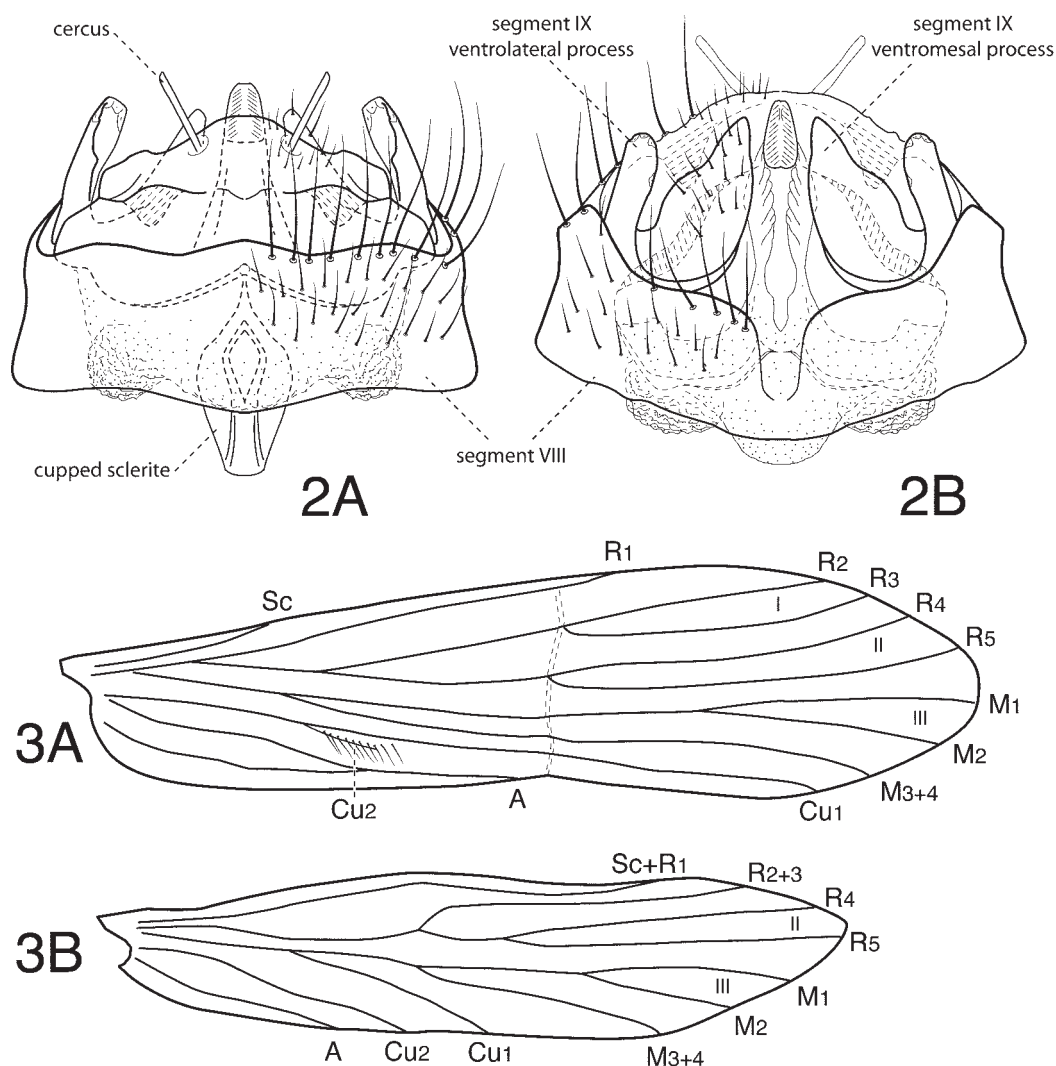 cercus
segment IX
ventrolateral process
segment IX
ventromesal process
cupped sclerite
segment VIII
2A
2B
R1
R2
R3
R4
R5
Sc
I
II
III
M1
M2
M3+4
Cu1
A
Cu2
3A
Sc+R1
R2+3
R4
II
R5
III
M1
M2
M3+4
Cu1
Cu2
A
3B